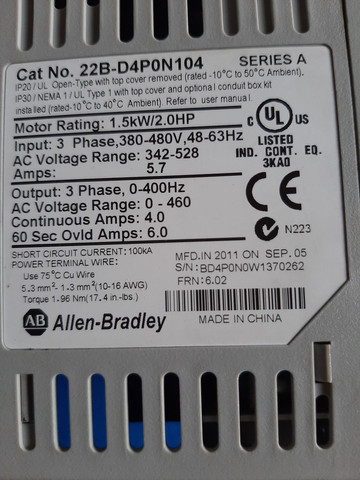 Cat No. 22B-D4P0N104 SERIES A
IP20 / UL Open-Type with top cover removed (rated -10°C to 50°C Ambient),
IP30 / NEMA 1 / UL Type 1 with top cover and optional conduit box kit
installed (rated -10°C to 40°C Ambient). Refer to user manual.
Motor Rating: 1.5kW/2.0HP
Input: 3 Phase,380-480V,48-63Hz
AC Voltage Range: 342-528
Amps: 5.7
Output: 3 Phase, 0-400Hz
AC Voltage Range: 0 - 460
Continuous Amps: 4.0
60 Sec Ovld Amps: 6.0
C UL US
LISTED
IND. CONT. EQ.
3KA0
CE
N223
SHORT CIRCUIT CURRENT: 100kA
POWER TERMINAL WIRE:
Use 75°C Cu Wire
5.3 mm²- 1.3 mm²(10-16 AWG)
Torque 1.96 Nm(17.4 in.-lbs.)
MFD.IN 2011 ON SEP. 05
S/N: BD4P0N0W1370262
FRN: 6.02
AB Allen-Bradley
MADE IN CHINA